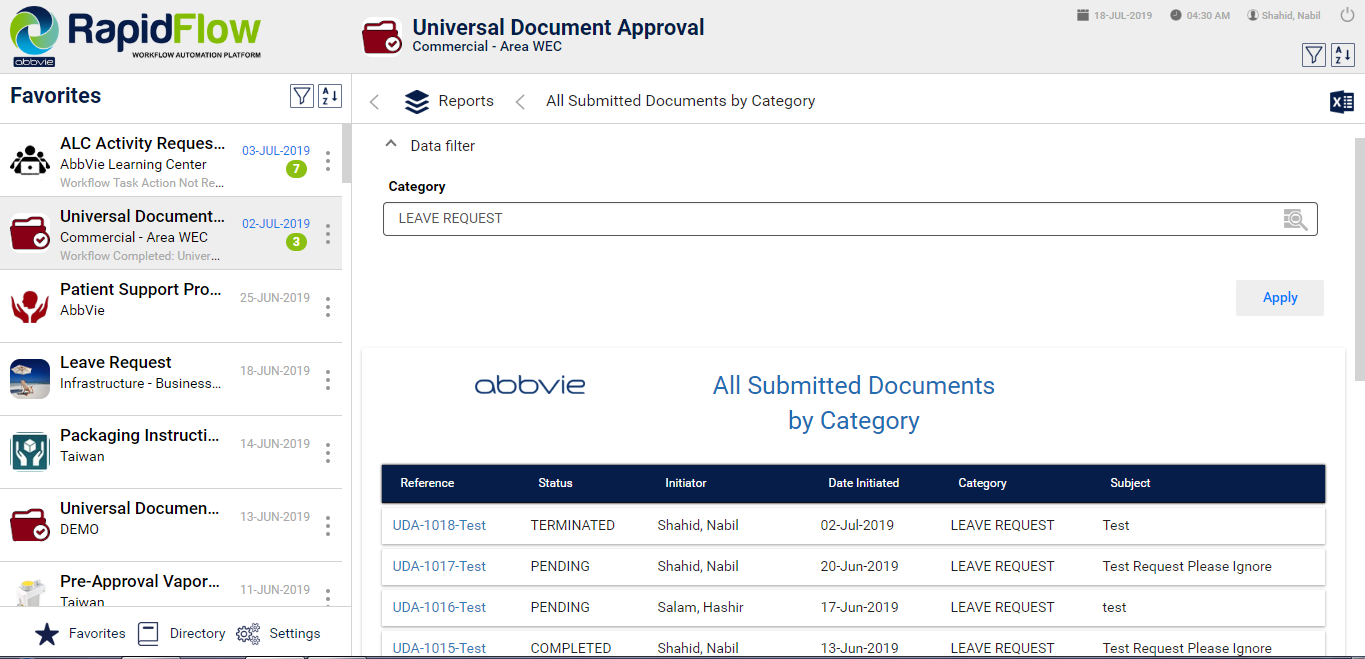 abbvie
RapidFlow
WORKFLOW AUTOMATION PLATFORM
Universal Document Approval
Commercial - Area WEC
18-JUL-2019
04:30 AM
Shahid, Nabil
Favorites
ALC Activity Reques...
03-JUL-2019
AbbVie Learning Center
7
Workflow Task Action Not Re...
Universal Document...
02-JUL-2019
Commercial - Area WEC
3
Workflow Completed: Univer...
Patient Support Pro...
25-JUN-2019
AbbVie
Leave Request
18-JUN-2019
Infrastructure - Business...
Packaging Instructi...
14-JUN-2019
Taiwan
Universal Documen...
13-JUN-2019
DEMO
Pre-Approval Vapor...
11-JUN-2019
Taiwan
Favorites Directory Settings
Reports All Submitted Documents by Category
Data filter
Category
LEAVE REQUEST
Apply
abbvie
All Submitted Documents
by Category
Reference Status Initiator Date Initiated Category Subject
UDA-1018-Test TERMINATED Shahid, Nabil 02-Jul-2019 LEAVE REQUEST Test
UDA-1017-Test PENDING Shahid, Nabil 20-Jun-2019 LEAVE REQUEST Test Request Please Ignore
UDA-1016-Test PENDING Salam, Hashir 17-Jun-2019 LEAVE REQUEST test
UDA-1015-Test COMPLETED Shahid, Nabil 13-Jun-2019 LEAVE REQUEST Test Request Please Ignore